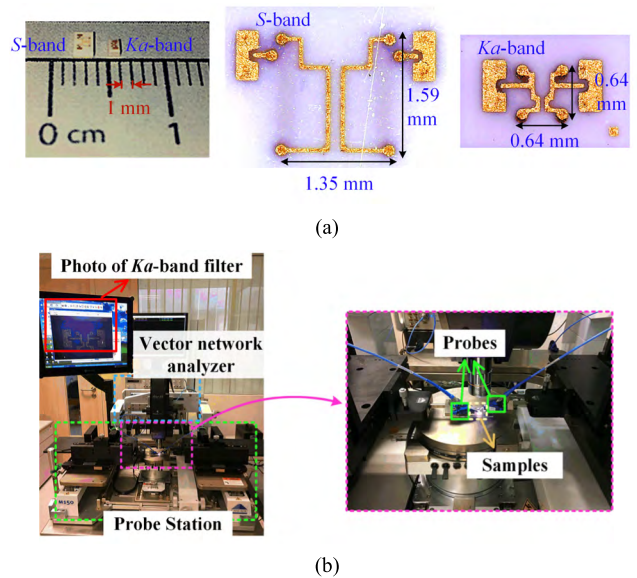 S-band
Ka-band
1 mm
0 cm
1
S-band
1.59
mm
1.35 mm
Ka-band
0.64
mm
0.64 mm
(a)
Photo of Ka-band filter
Vector network
analyzer
Probe Station
M150
Probes
Samples
(b)